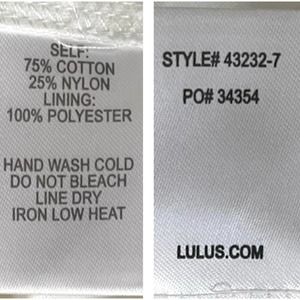 SELF:
75% COTTON
25% NYLON
LINING:
100% POLYESTER
HAND WASH COLD
DO NOT BLEACH
LINE DRY
IRON LOW HEAT
STYLE# 43232-7
PO# 34354
LULUS.COM